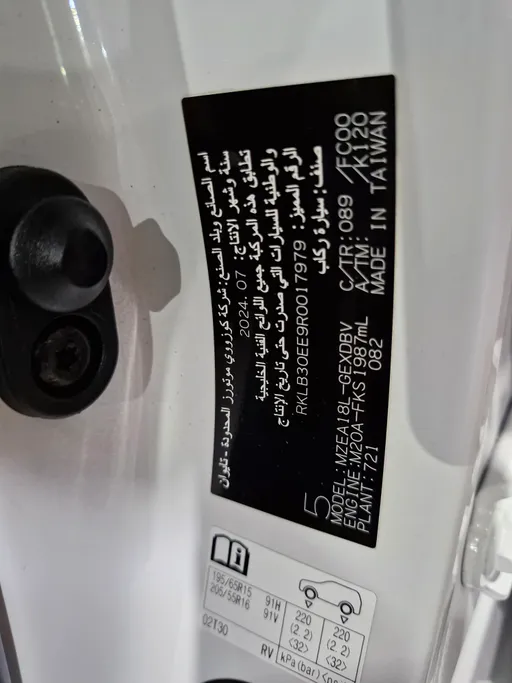 اسم الصانع وبلد الصنع: شركة كوزوروي موتورز المحدودة - تايوان
سنة وشهر الإنتاج: 2024. 07
تطابق هذه المركبة جميع اللوائح الفنية الخليجية
والوطنية للسيارات التي صدرت حتى تاريخ الإنتاج
الرقم المميز: RKLB30EE9R0017979
صنف: سيارة ركاب
5
MODEL: MZEA18L-GEXDBV C/TR: 089 /FC00
ENGINE: M20A-FKS 1987mL A/TM: /K120
PLANT: 721 082 MADE IN TAIWAN
195/65R15 91H 220 220
205/55R16 91V (2.2) (2.2)
<32> <32>
02T30 RV kPa(bar)